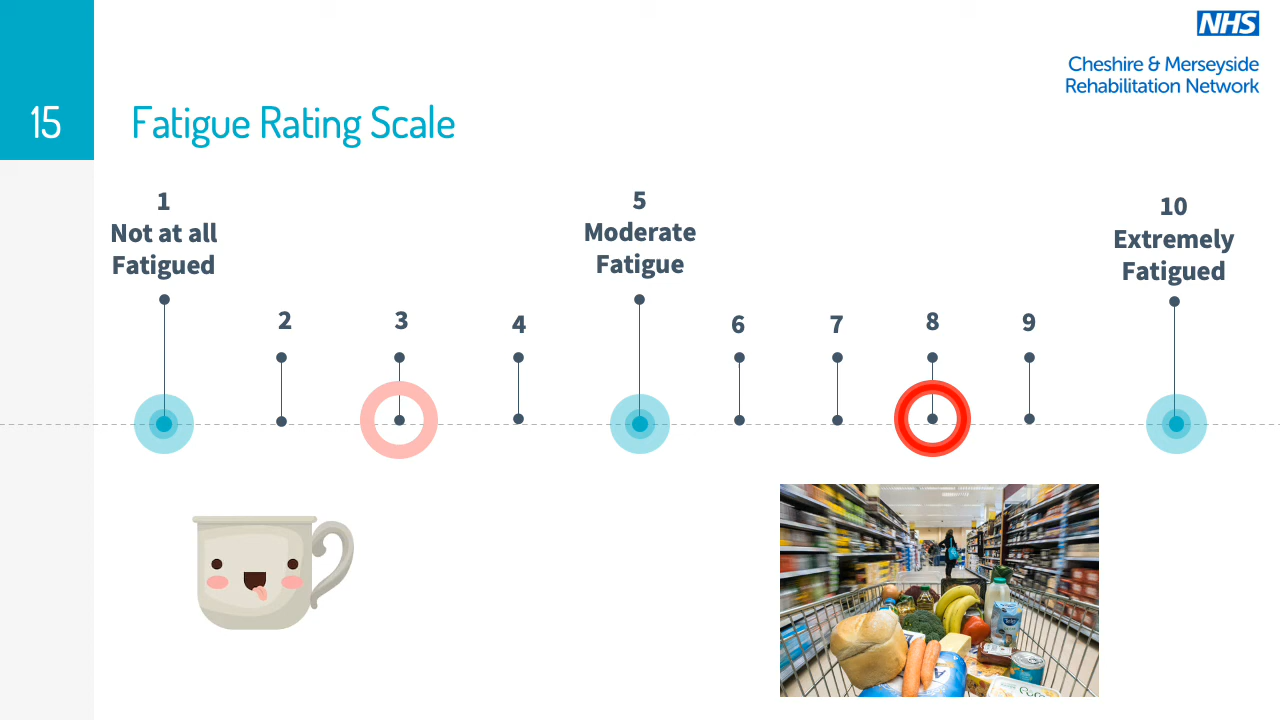 NHS
Cheshire & Merseyside
Rehabilitation Network
15
Fatigue Rating Scale
1
Not at all
Fatigued
2
3
4
5
Moderate
Fatigue
6
7
8
9
10
Extremely
Fatigued